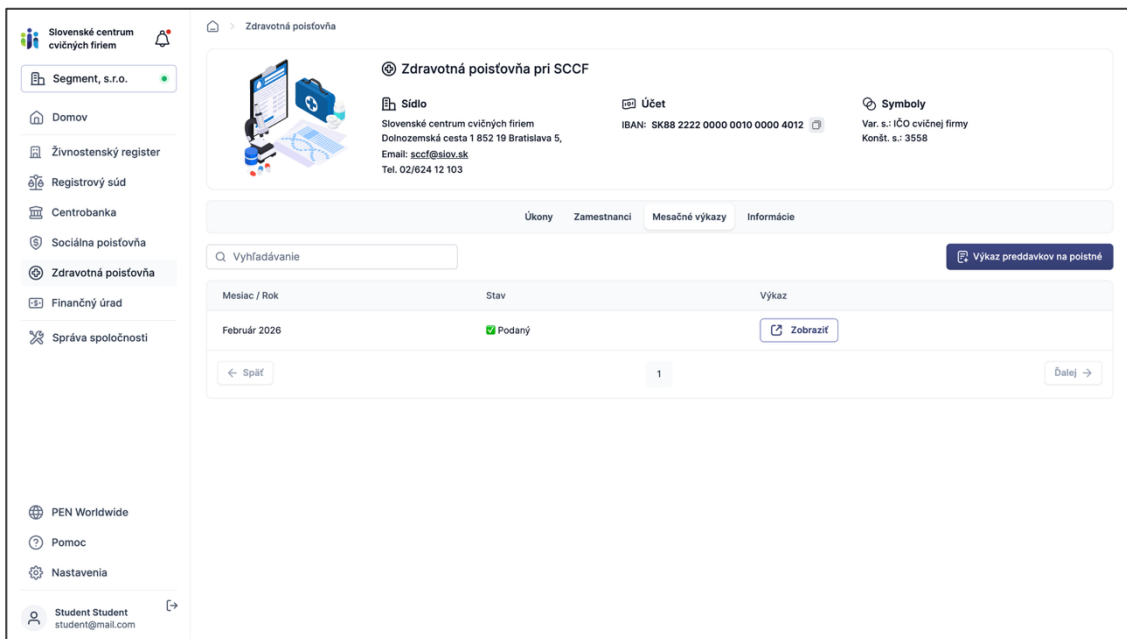 Slovenské centrum
cvičných firiem
Segment, s.r.o.
Domov
Živnostenský register
Registrový súd
Centrobanka
Sociálna poisťovňa
Zdravotná poisťovňa
Finančný úrad
Správa spoločnosti
PEN Worldwide
Pomoc
Nastavenia
Student Student
student@mail.com
Zdravotná poisťovňa
Zdravotná poisťovňa pri SCCF
Sídlo
Slovenské centrum cvičných firiem
Dolnozemská cesta 1 852 19 Bratislava 5,
Email: sccf@siov.sk
Tel. 02/624 12 103
Účet
IBAN: SK88 2222 0000 0010 0000 4012
Symboly
Var. s.: IČO cvičnej firmy
Konšt. s.: 3558
Úkony Zamestnanci Mesačné výkazy Informácie
Vyhľadávanie
Výkaz preddavkov na poistné
Mesiac / Rok Stav Výkaz
Február 2026 Podaný Zobraziť
Späť 1 Ďalej